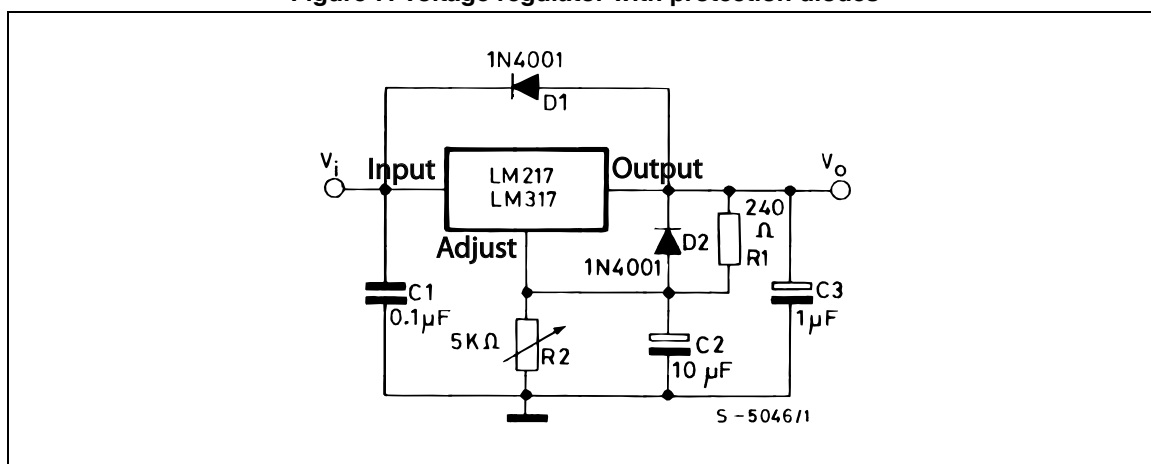 Figure 7. Voltage regulator with protection diodes
1N4001
D1
Vi
Input
LM217
LM317
Output
Vo
Adjust
D2
1N4001
240
Ω
R1
C1
0.1µF
5KΩ
R2
C2
10 µF
C3
1µF
S-5046/1